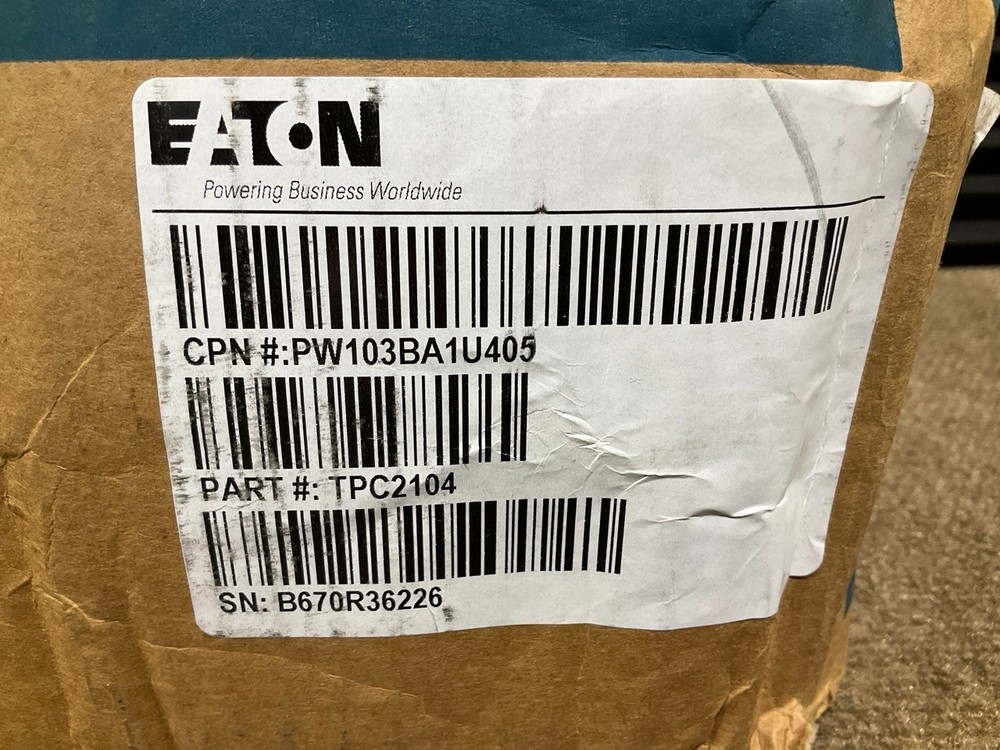 EATON
Powering Business Worldwide
CPN #:PW103BA1U405
PART #: TPC2104
SN: B670R36226